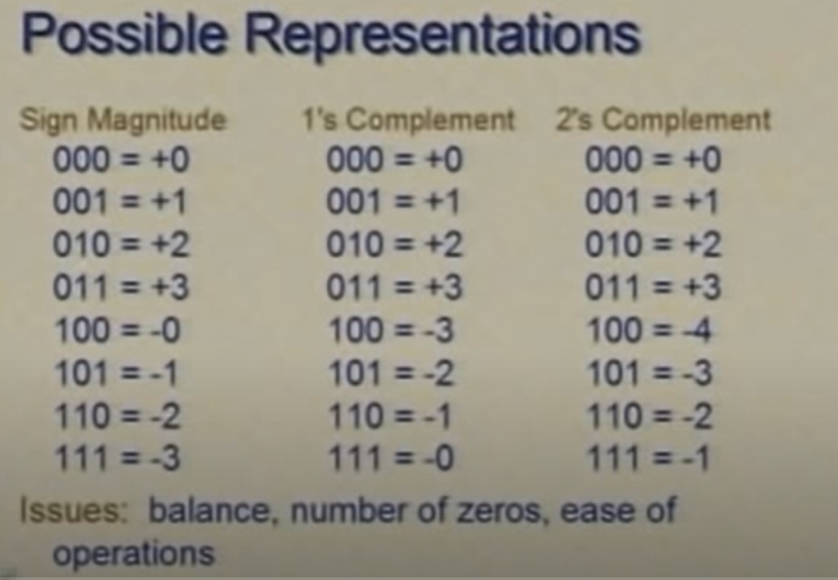 Possible Representations
Sign Magnitude 1's Complement 2's Complement
000 = +0 000 = +0 000 = +0
001 = +1 001 = +1 001 = +1
010 = +2 010 = +2 010 = +2
011 = +3 011 = +3 011 = +3
100 = -0 100 = -3 100 = -4
101 = -1 101 = -2 101 = -3
110 = -2 110 = -1 110 = -2
111 = -3 111 = -0 111 = -1
Issues: balance, number of zeros, ease of
operations